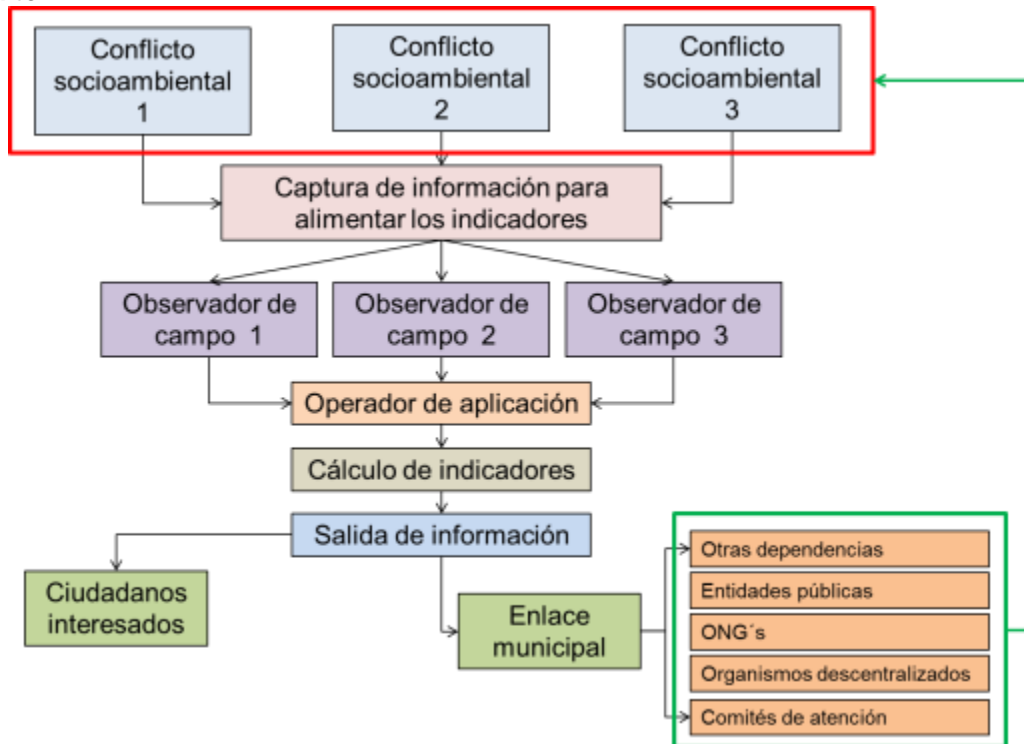 Conflicto
socioambiental
1
Conflicto
socioambiental
2
Conflicto
socioambiental
3
Captura de información para
alimentar los indicadores
Observador de
campo 1
Observador de
campo 2
Observador de
campo 3
Operador de aplicación
Cálculo de indicadores
Salida de información
Ciudadanos
interesados
Enlace
municipal
Otras dependencias
Entidades públicas
ONG´s
Organismos descentralizados
Comités de atención